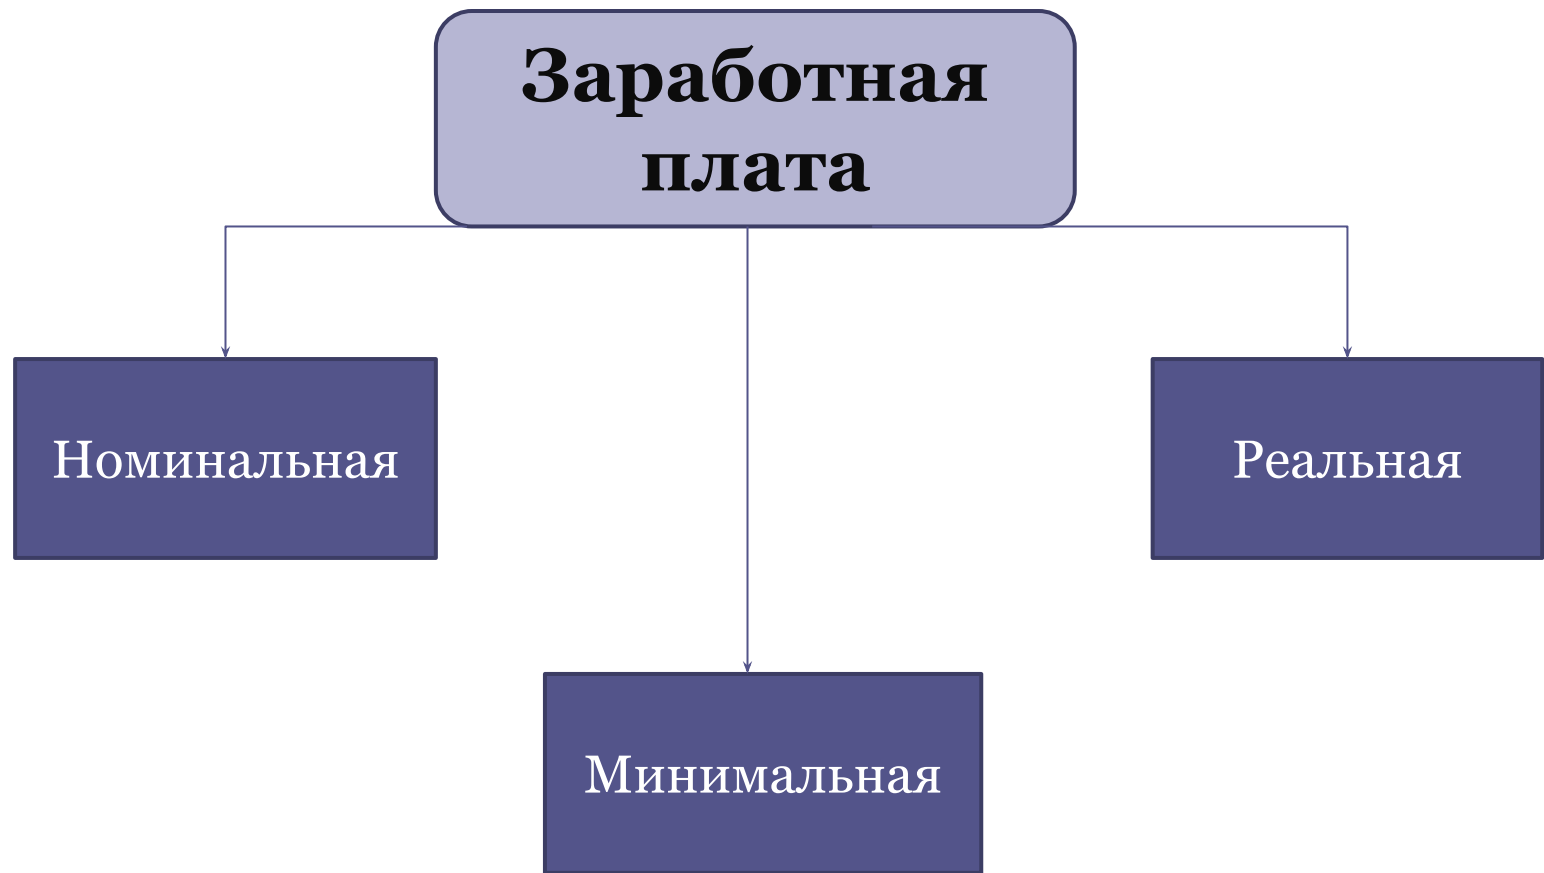 Заработная
плата
Номинальная
Реальная
Минимальная